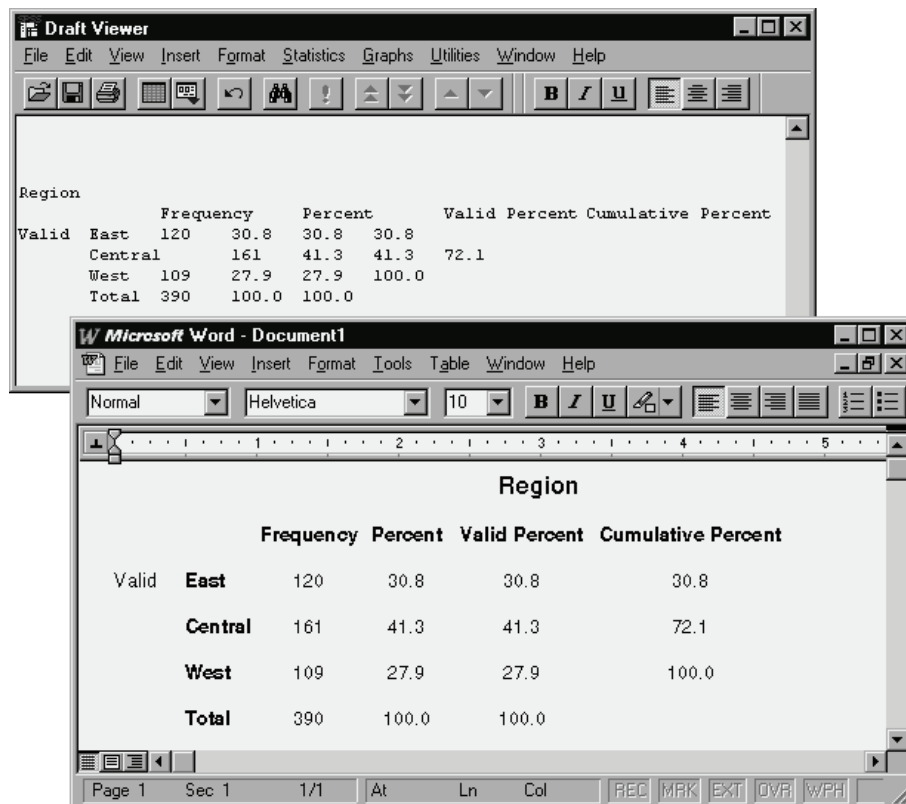 Draft Viewer
File Edit View Insert Format Statistics Graphs Utilities Window Help
B I U
Region
Frequency Percent Valid Percent Cumulative Percent
Valid East 120 30.8 30.8 30.8
Central 161 41.3 41.3 72.1
West 109 27.9 27.9 100.0
Total 390 100.0 100.0
Microsoft Word - Document1
File Edit View Insert Format Tools Table Window Help
Normal Helvetica 10 B I U
1 2 3 4 5
Region
Frequency Percent Valid Percent Cumulative Percent
Valid East 120 30.8 30.8 30.8
Central 161 41.3 41.3 72.1
West 109 27.9 27.9 100.0
Total 390 100.0 100.0
Page 1 Sec 1 1/1 At Ln Col REC MRK EXT OVR WPH